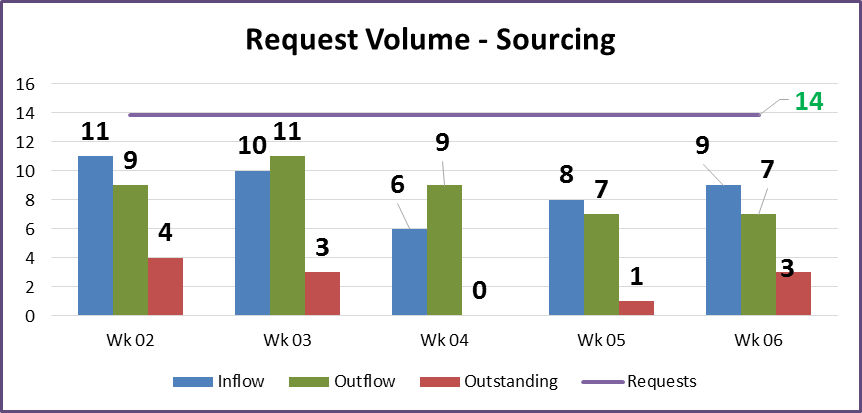 Request Volume - Sourcing
16
14
12
10
8
6
4
2
0
11
9
4
10
11
3
6
9
0
8
7
1
9
7
3
14
Wk 02
Wk 03
Wk 04
Wk 05
Wk 06
Inflow
Outflow
Outstanding
Requests